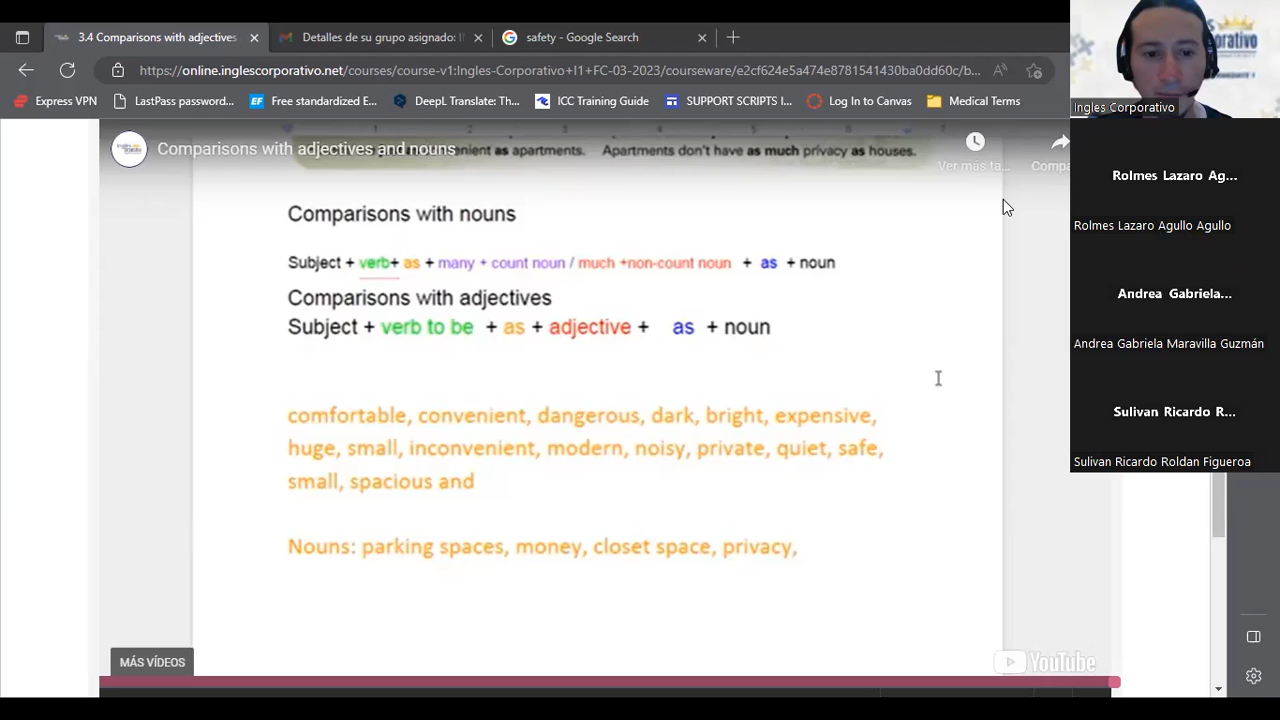 3.4 Comparisons with adjectives
Detalles de su grupo asignado: If
safety - Google Search
https://online.inglescorporativo.net/courses/course-v1:Ingles-Corporativo+I1+FC-03-2023/courseware/e2cf624e5a474e8781541430ba0dd60c/b...
Express VPN
LastPass password...
Free standardized E...
DeepL Translate: Th...
ICC Training Guide
SUPPORT SCRIPTS I...
Log In to Canvas
Medical Terms
Ingles Corporativo
Comparisons with adjectives and nouns
Ver más ta...
Compa
as apartments. Apartments don't have as much privacy as houses.
Comparisons with nouns
Subject + verb+ as + many + count noun / much +non-count noun + as + noun
Comparisons with adjectives
Subject + verb to be + as + adjective + as + noun
comfortable, convenient, dangerous, dark, bright, expensive,
huge, small, inconvenient, modern, noisy, private, quiet, safe,
small, spacious and
Nouns: parking spaces, money, closet space, privacy,
MÁS VÍDEOS
YouTube
Rolmes Lazaro Ag...
Rolmes Lazaro Agullo Agullo
Andrea Gabriela...
Andrea Gabriela Maravilla Guzmán
Sulivan Ricardo R...
Sulivan Ricardo Roldan Figueroa